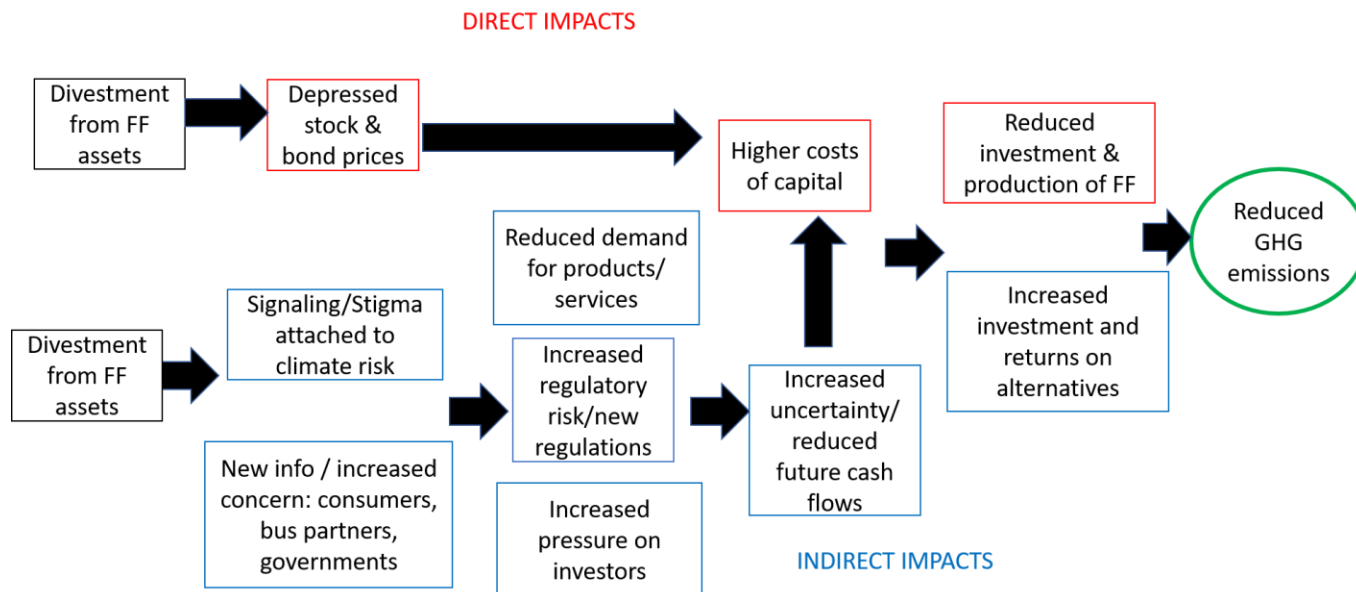 DIRECT IMPACTS
Divestment
from FF
assets
Depressed
stock &
bond prices
Higher costs
of capital
Reduced
investment &
production of FF
Reduced
GHG
emissions
Reduced demand
for products/
services
Signaling/Stigma
attached to
climate risk
Divestment
from FF
assets
Increased
regulatory
risk/new
regulations
Increased
uncertainty/
reduced
future cash
flows
Increased
investment and
returns on
alternatives
New info / increased
concern: consumers,
bus partners,
governments
Increased
pressure on
investors
INDIRECT IMPACTS